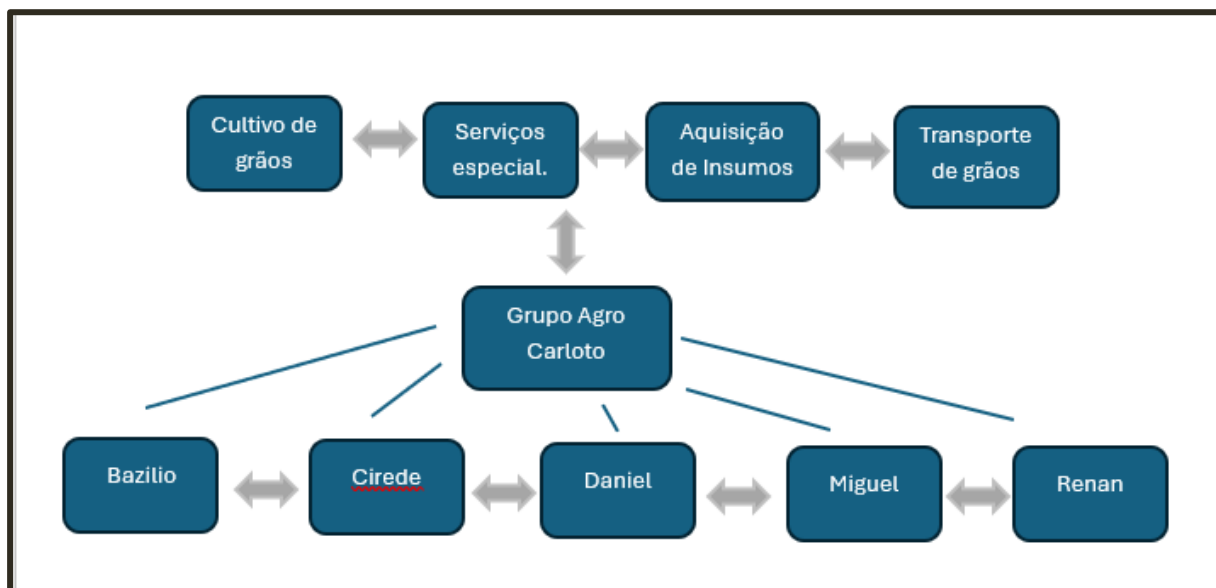 Cultivo de
grãos
Serviços
especial.
Aquisição
de Insumos
Transporte
de grãos
Grupo Agro
Carloto
Bazilio
Cirede
Daniel
Miguel
Renan